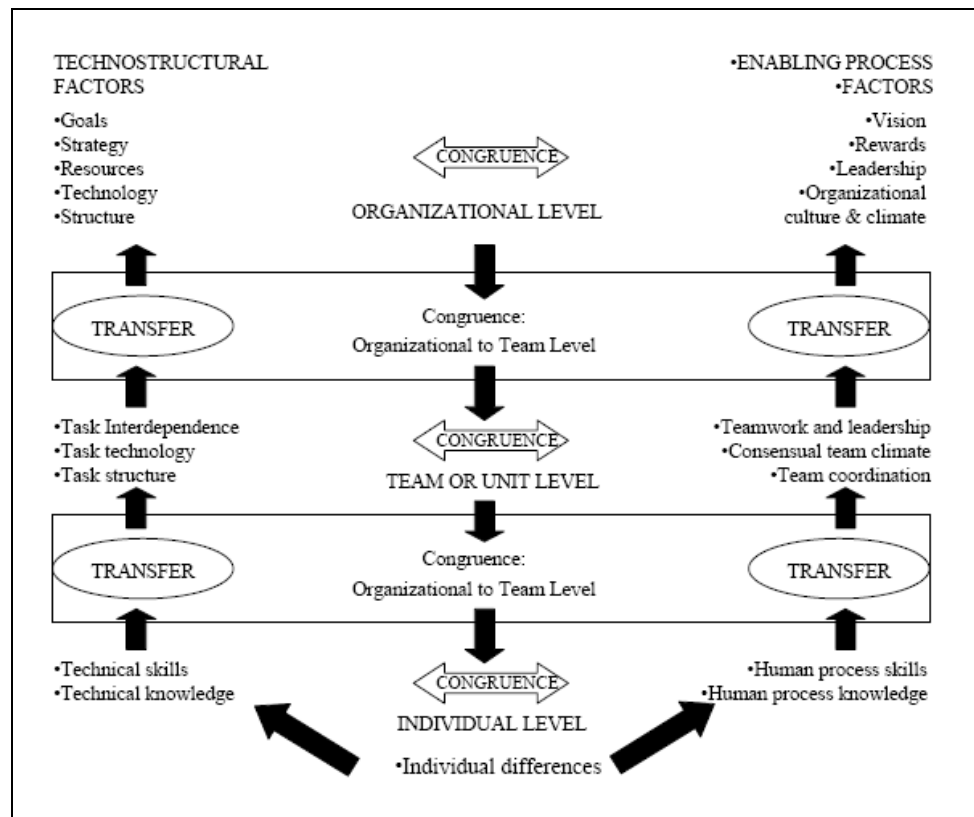 TECHNOSTRUCTURAL
FACTORS
•Goals
•Strategy
•Resources
•Technology
•Structure
CONGRUENCE
ORGANIZATIONAL LEVEL
•ENABLING PROCESS
•FACTORS
•Vision
•Rewards
•Leadership
•Organizational
culture & climate
TRANSFER
Congruence:
Organizational to Team Level
TRANSFER
•Task Interdependence
•Task technology
•Task structure
CONGRUENCE
TEAM OR UNIT LEVEL
•Teamwork and leadership
•Consensual team climate
•Team coordination
TRANSFER
Congruence:
Organizational to Team Level
TRANSFER
•Technical skills
•Technical knowledge
CONGRUENCE
INDIVIDUAL LEVEL
•Individual differences
•Human process skills
•Human process knowledge